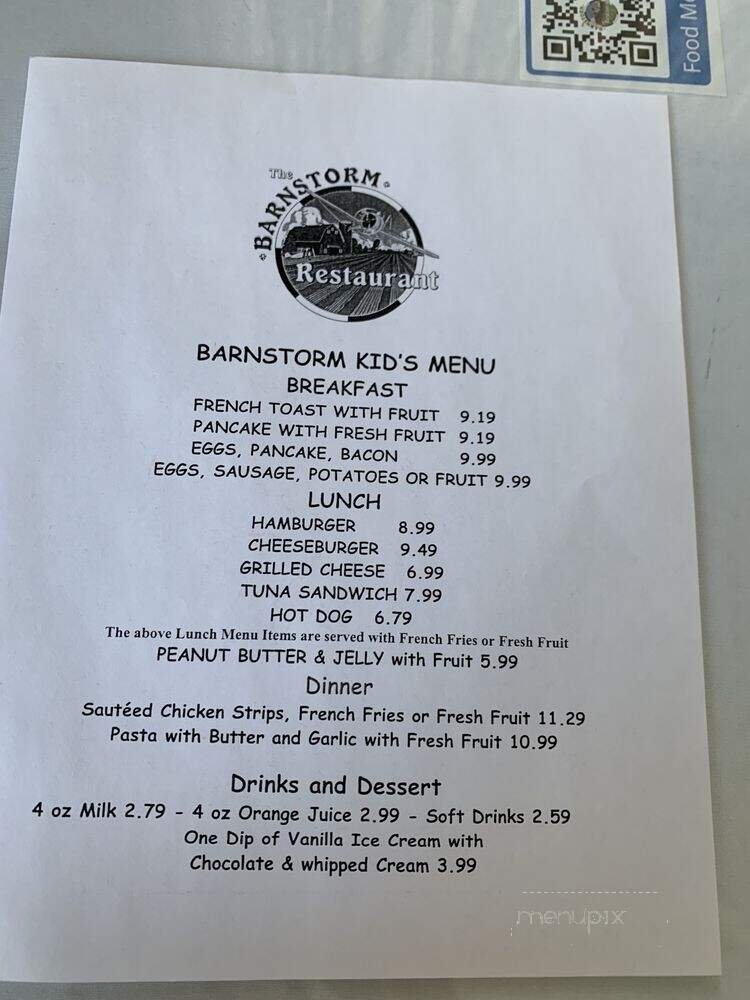 Food
The
BARNSTORM
Restaurant
BARNSTORM KID'S MENU
BREAKFAST
FRENCH TOAST WITH FRUIT 9.19
PANCAKE WITH FRESH FRUIT 9.19
EGGS, PANCAKE, BACON 9.99
EGGS, SAUSAGE, POTATOES OR FRUIT 9.99
LUNCH
HAMBURGER 8.99
CHEESEBURGER 9.49
GRILLED CHEESE 6.99
TUNA SANDWICH 7.99
HOT DOG 6.79
The above Lunch Menu Items are served with French Fries or Fresh Fruit
PEANUT BUTTER & JELLY with Fruit 5.99
Dinner
Sautéed Chicken Strips, French Fries or Fresh Fruit 11.29
Pasta with Butter and Garlic with Fresh Fruit 10.99
Drinks and Dessert
4 oz Milk 2.79 - 4 oz Orange Juice 2.99 - Soft Drinks 2.59
One Dip of Vanilla Ice Cream with
Chocolate & whipped Cream 3.99
menupix